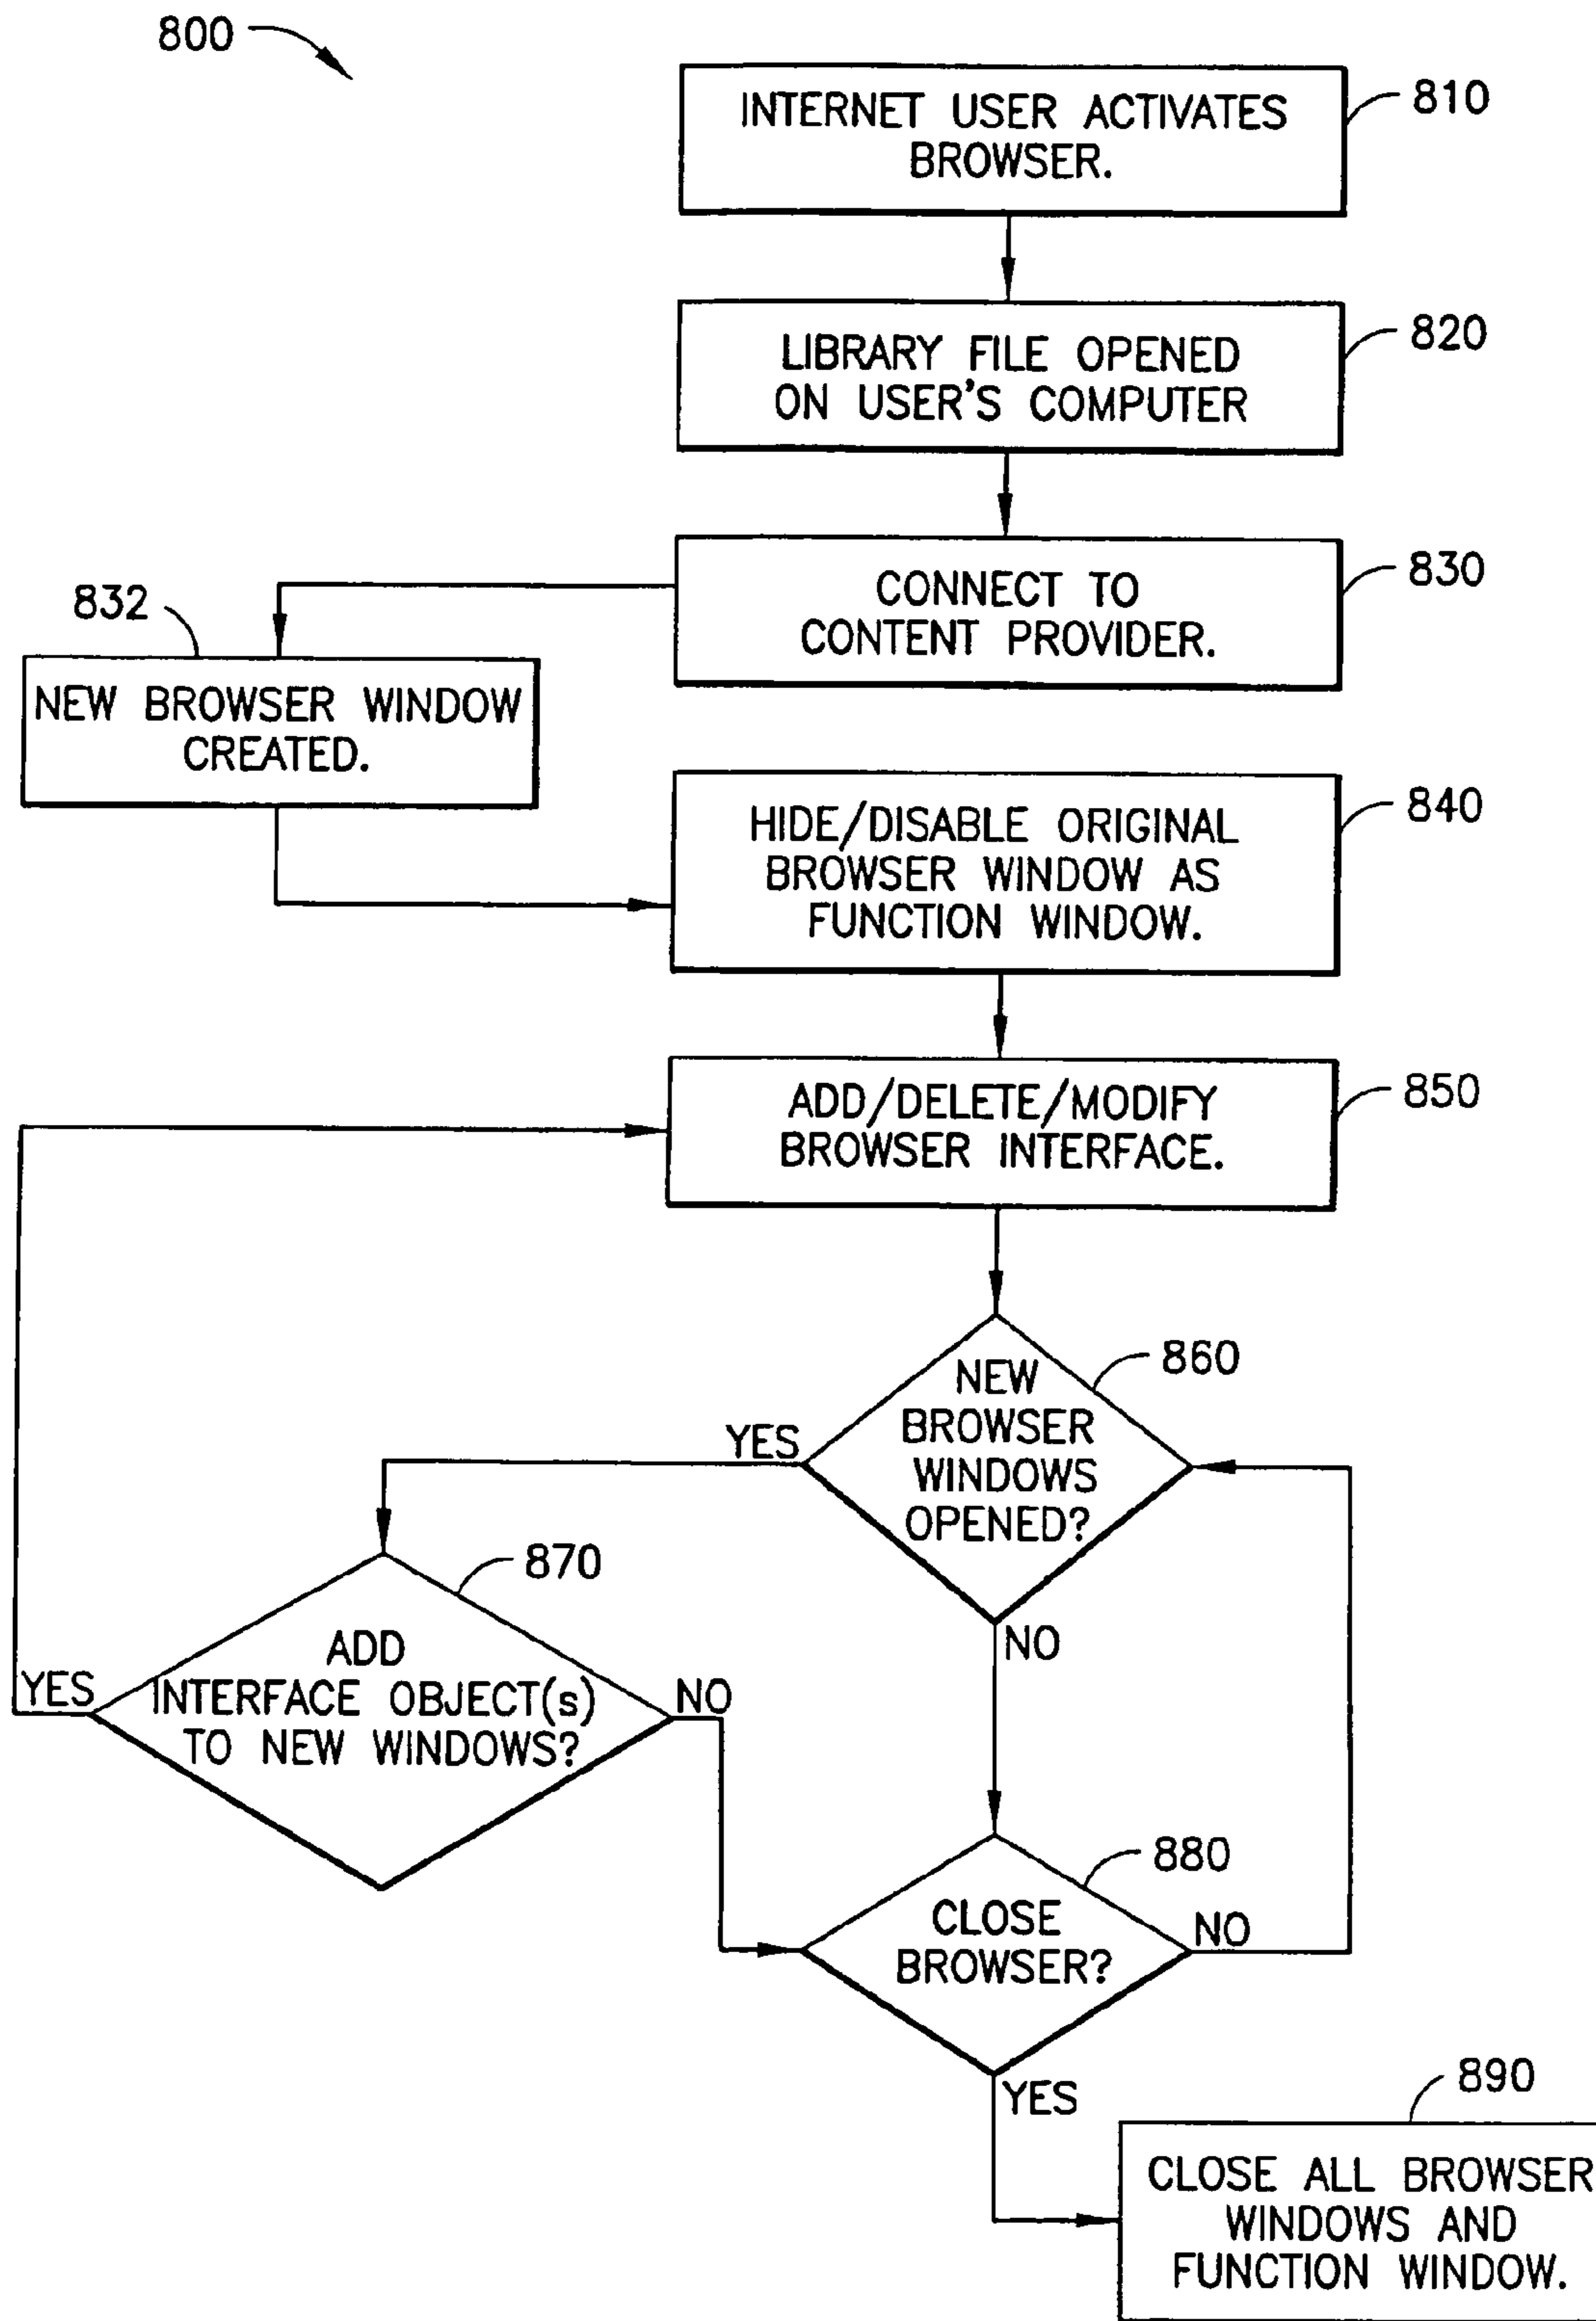 800
INTERNET USER ACTIVATES
BROWSER.
810
LIBRARY FILE OPENED
ON USER'S COMPUTER
820
CONNECT TO
CONTENT PROVIDER.
830
832
NEW BROWSER WINDOW
CREATED.
HIDE/DISABLE ORIGINAL
BROWSER WINDOW AS
FUNCTION WINDOW.
840
ADD/DELETE/MODIFY
BROWSER INTERFACE.
850
NEW
BROWSER
WINDOWS
OPENED?
860
YES
NO
870
ADD
INTERFACE OBJECT(s)
TO NEW WINDOWS?
YES
NO
880
CLOSE
BROWSER?
NO
YES
890
CLOSE ALL BROWSER
WINDOWS AND
FUNCTION WINDOW.